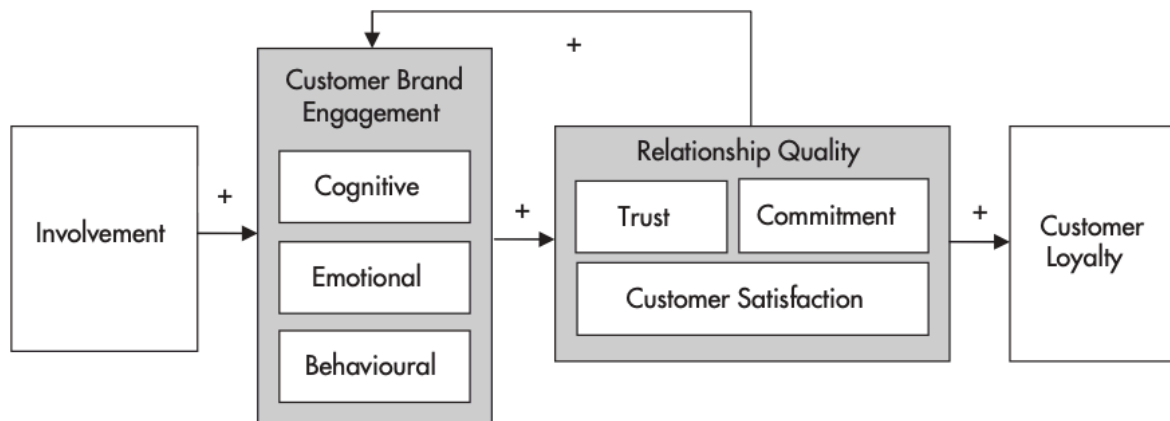 +
Customer Brand
Engagement
Relationship Quality
Cognitive
+
Trust
Commitment
+
+
Involvement
Customer
Loyalty
Emotional
Customer Satisfaction
Behavioural